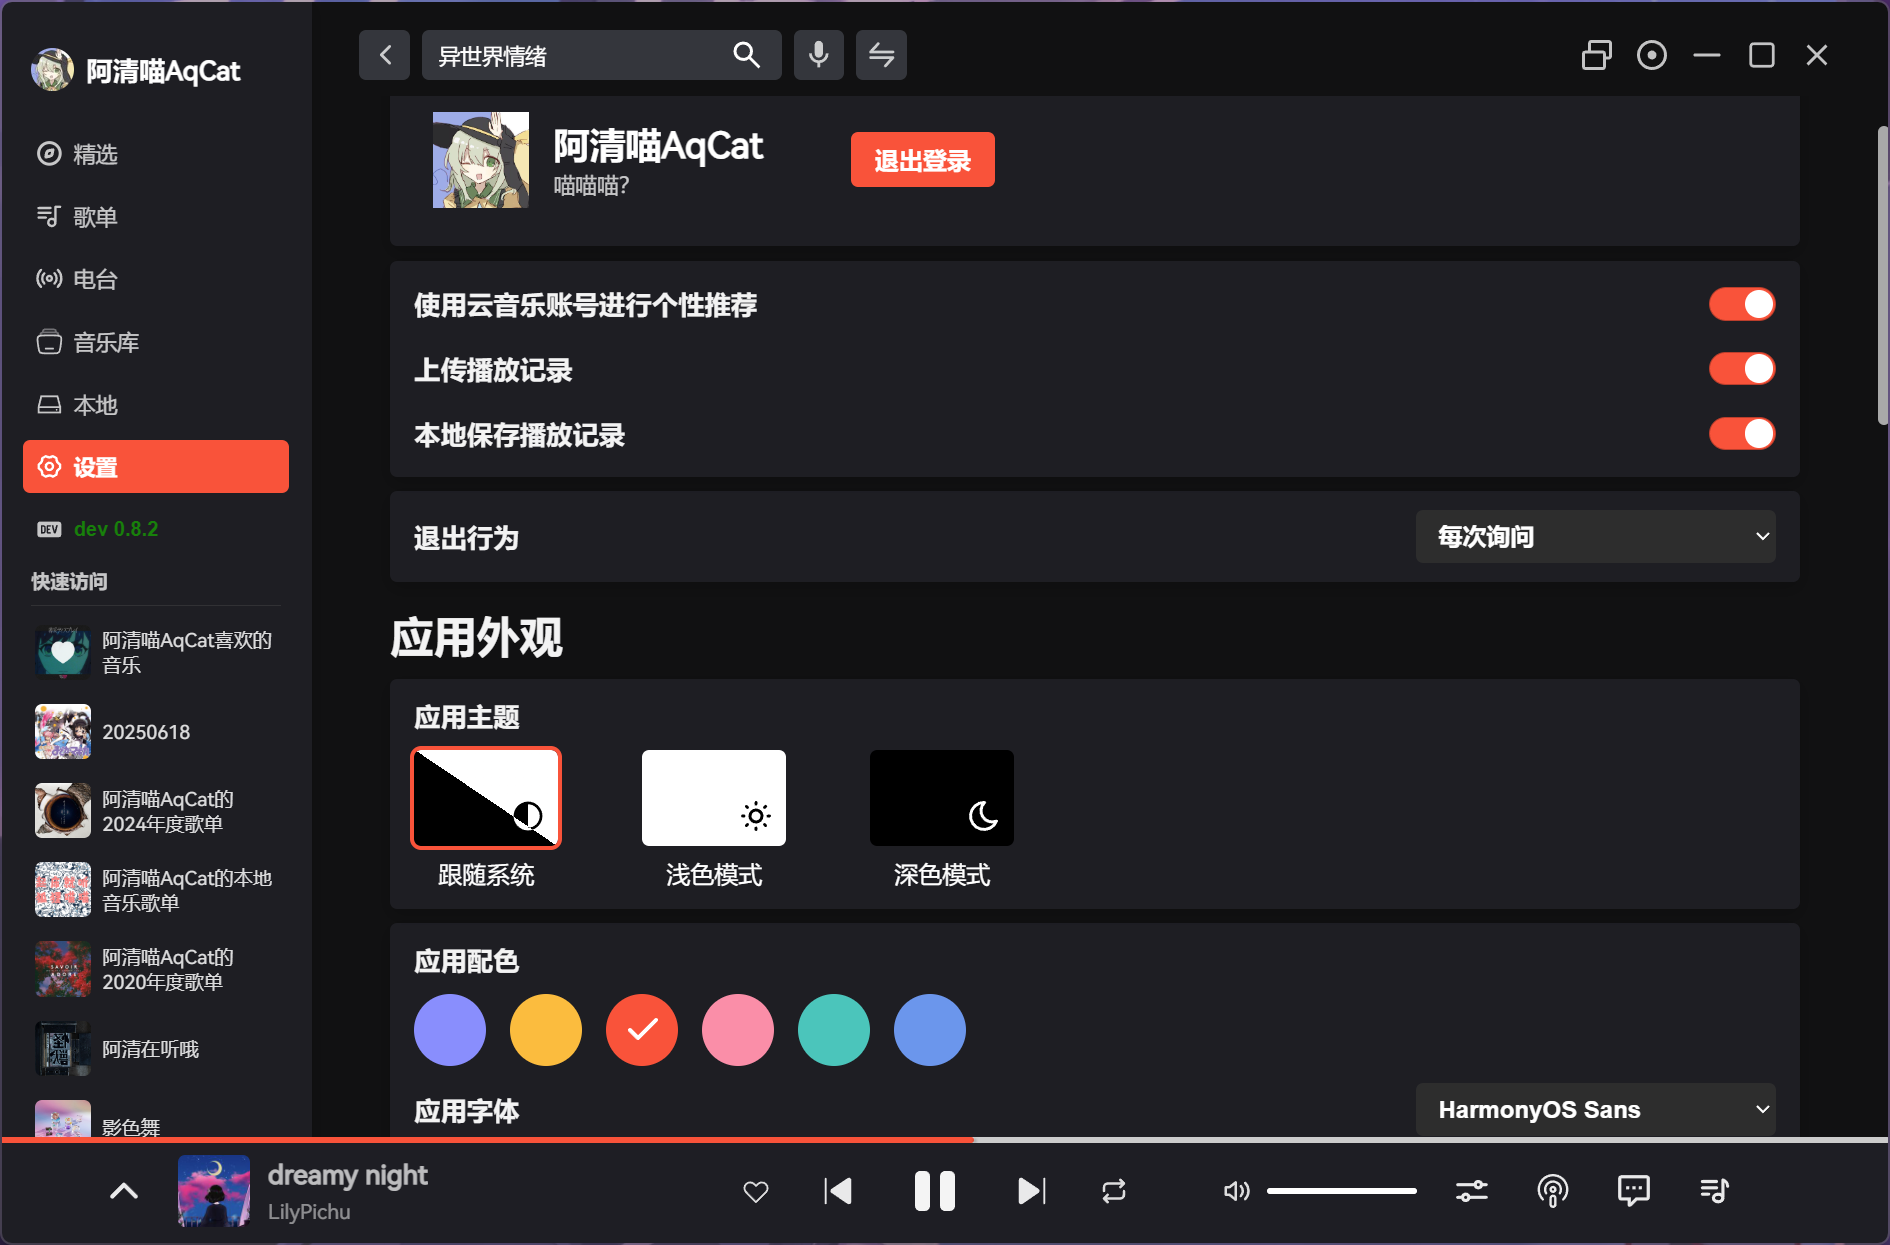 阿清喵AqCat
精选
歌单
电台
音乐库
本地
设置
DEV dev 0.8.2
快速访问
阿清喵AqCat喜欢的
音乐
20250618
阿清喵AqCat的
2024年度歌单
阿清喵AqCat的本地
音乐歌单
SAVOIR
ADORE
阿清喵AqCat的
2020年度歌单
阿清在听哦
影色舞
异世界情绪
阿清喵AqCat
喵喵喵?
退出登录
使用云音乐账号进行个性推荐
上传播放记录
本地保存播放记录
退出行为
每次询问
应用外观
应用主题
跟随系统
浅色模式
深色模式
应用配色
应用字体
HarmonyOS Sans
dreamy night
LilyPichu